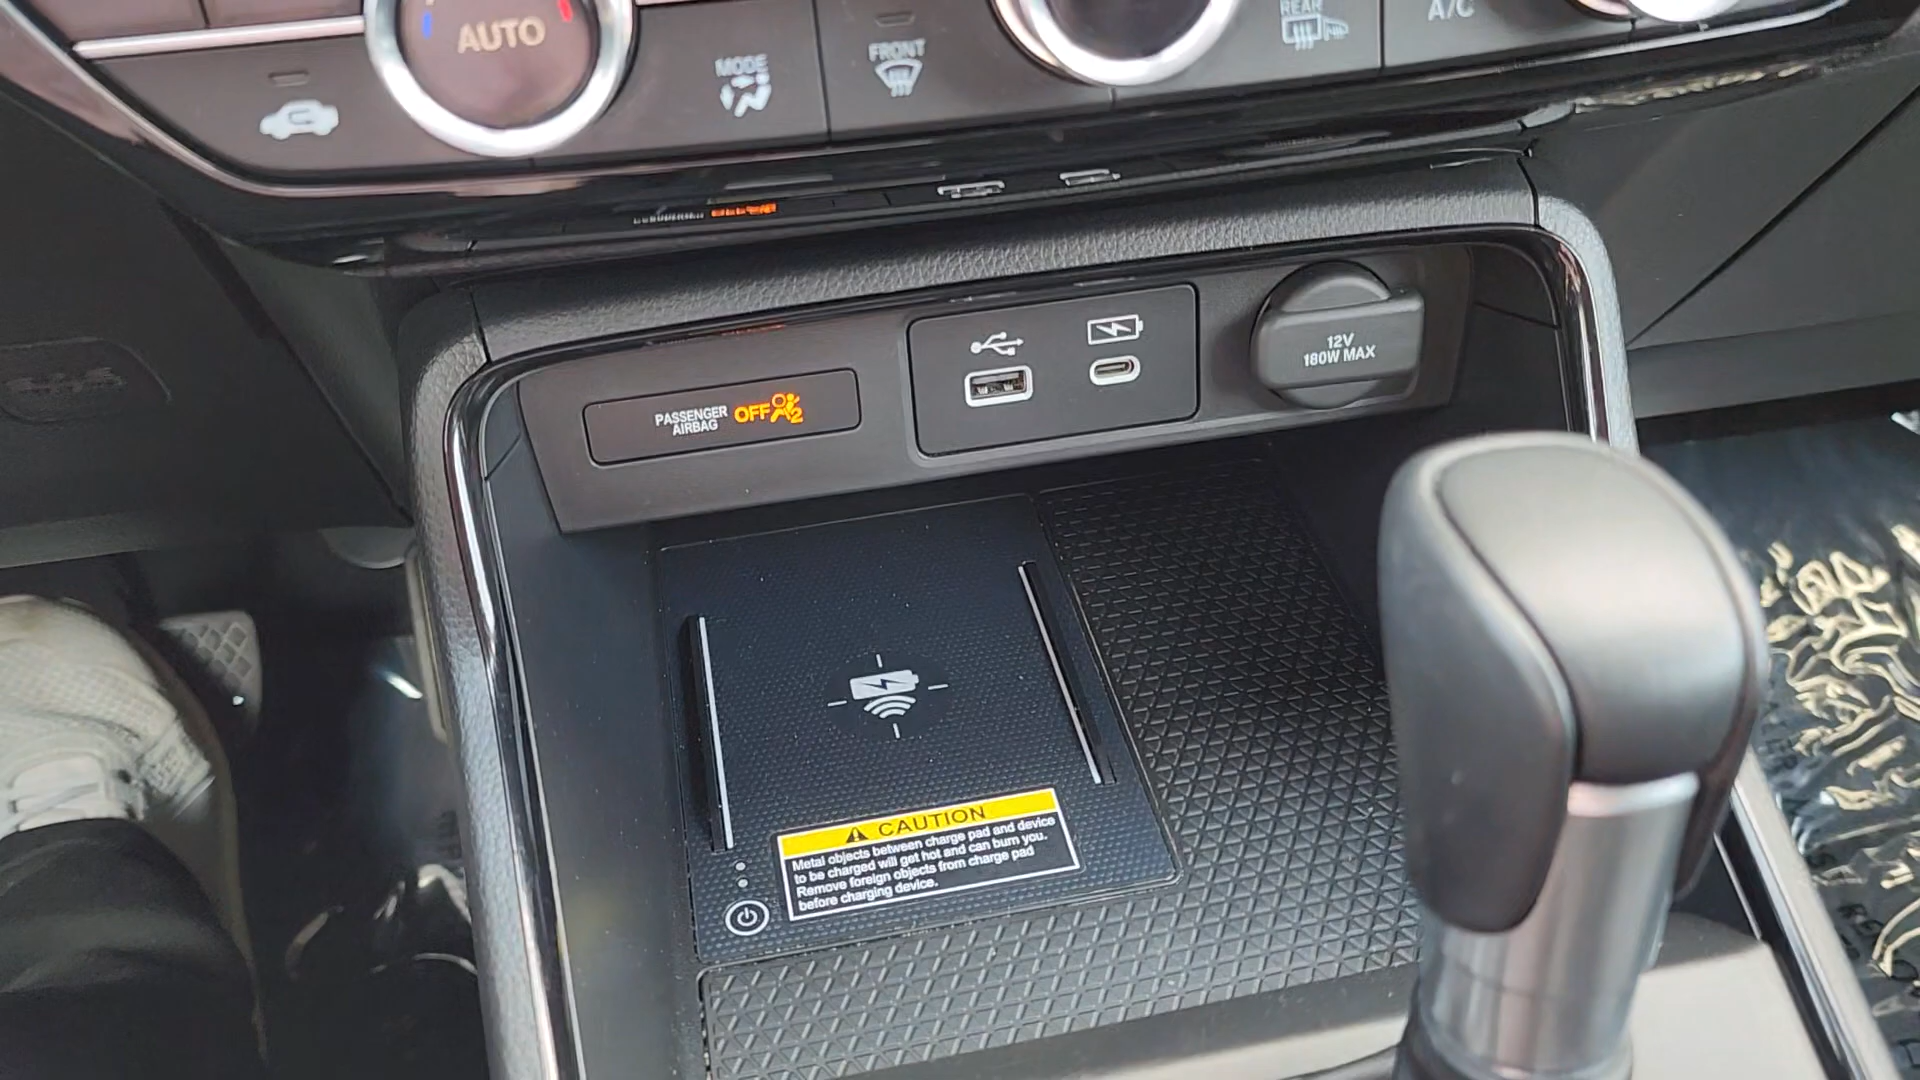 AUTO
MODE
FRONT
REAR
A/C
PASSENGER
AIRBAG
OFF
2
12V
180W MAX
CAUTION
Metal objects between charge pad and device
to be charged will get hot and can burn you.
Remove foreign objects from charge pad
before charging device.